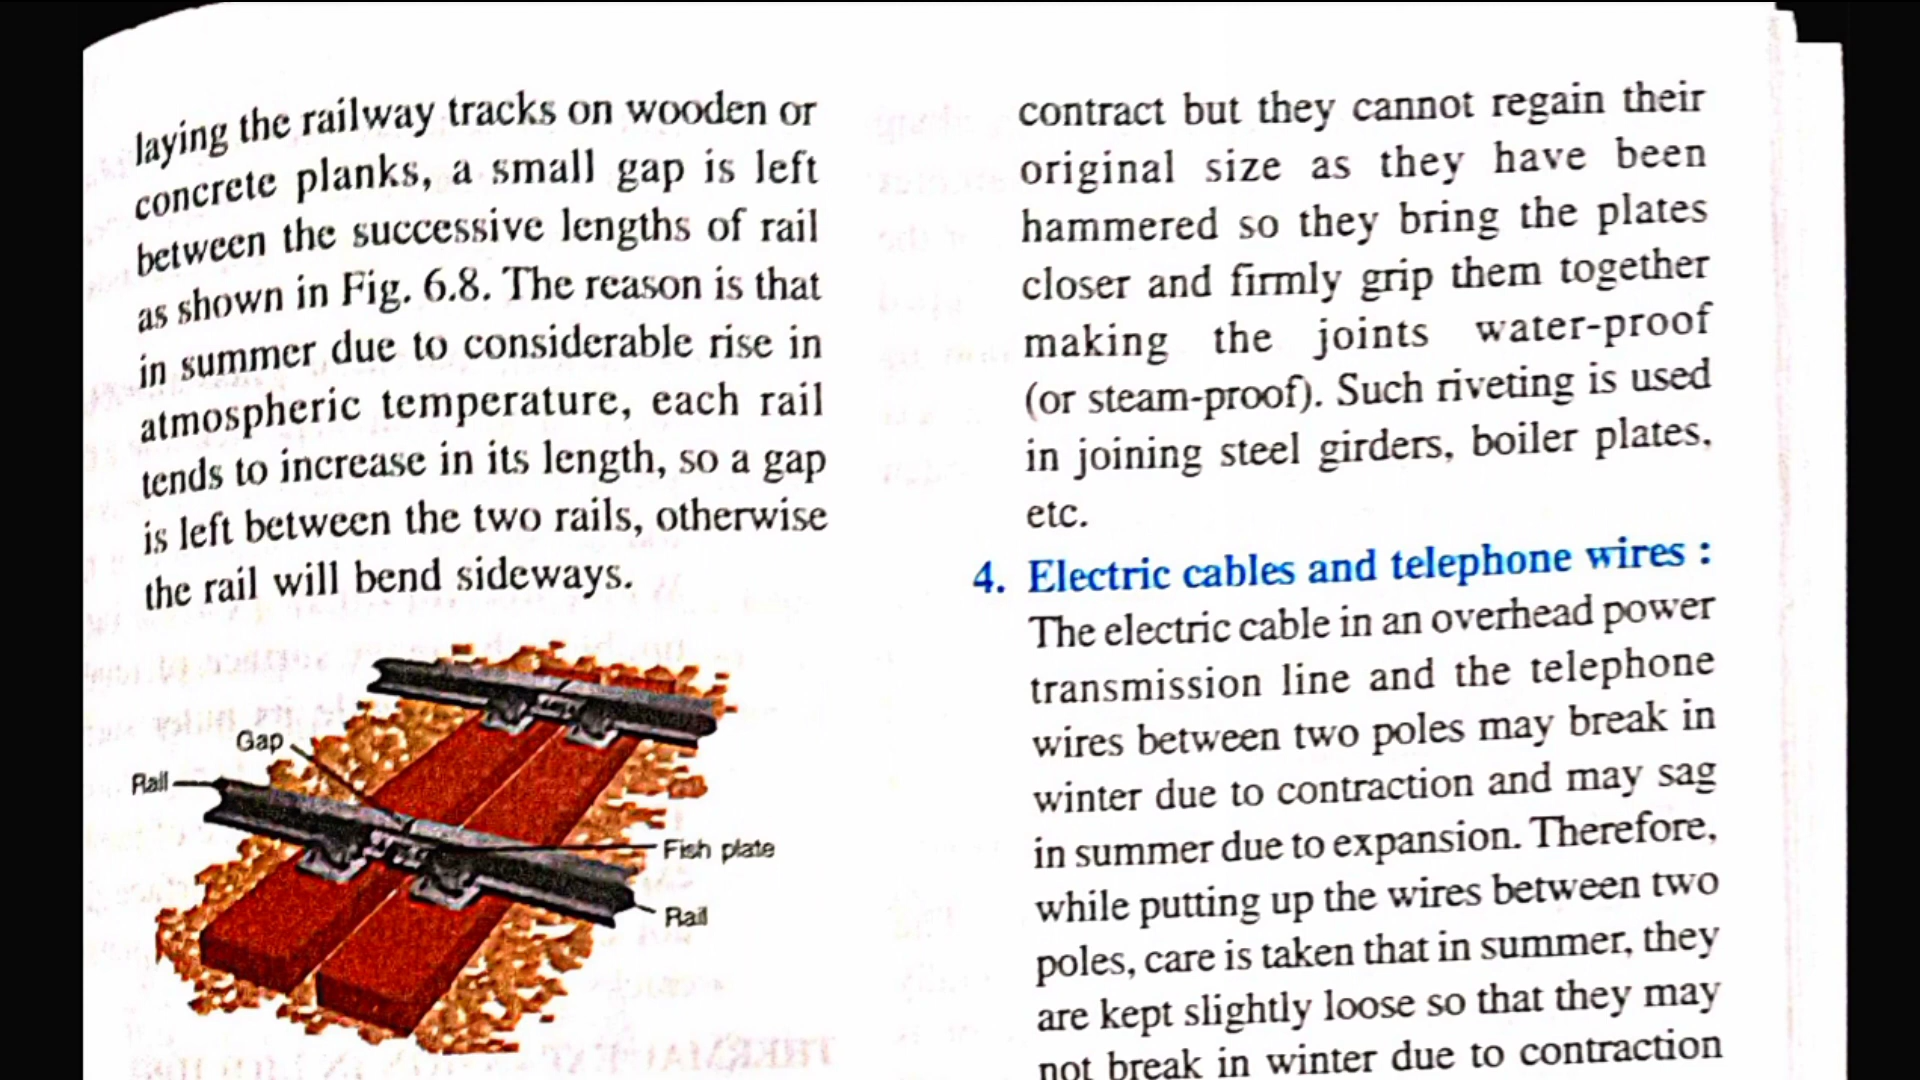 laying the railway tracks on wooden or
concrete planks, a small gap is left
between the successive lengths of rail
as shown in Fig. 6.8. The reason is that
in summer due to considerable rise in
atmospheric temperature, each rail
tends to increase in its length, so a gap
is left between the two rails, otherwise
the rail will bend sideways.
Gap
Rail
Fish plate
Rail
contract but they cannot regain their
original size as they have been
hammered so they bring the plates
closer and firmly grip them together
making the joints water-proof
(or steam-proof). Such riveting is used
in joining steel girders, boiler plates,
etc.
4. Electric cables and telephone wires :
The electric cable in an overhead power
transmission line and the telephone
wires between two poles may break in
winter due to contraction and may sag
in summer due to expansion. Therefore,
while putting up the wires between two
poles, care is taken that in summer, they
are kept slightly loose so that they may
not break in winter due to contraction